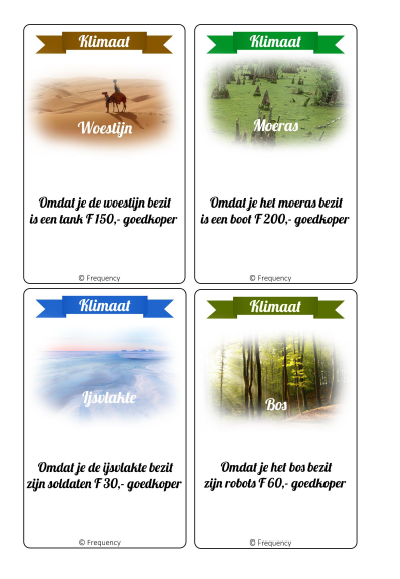 Klimaat
Woestijn
Omdat je de woestijn bezit
is een tank F 150,- goedkoper
© Frequency
Klimaat
Moeras
Omdat je het moeras bezit
is een boot F 200,- goedkoper
© Frequency
Klimaat
Ijsvlakte
Omdat je de ijsvlakte bezit
zijn soldaten F 30,- goedkoper
© Frequency
Klimaat
Bos
Omdat je het bos bezit
zijn robots F 60,- goedkoper
© Frequency